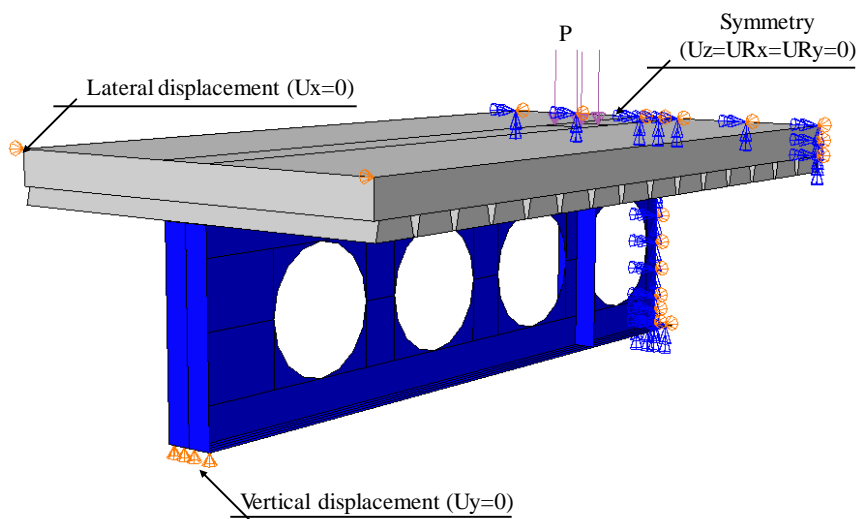 P
Symmetry
(Uz=URx=URy=0)
Lateral displacement (Ux=0)
Vertical displacement (Uy=0)